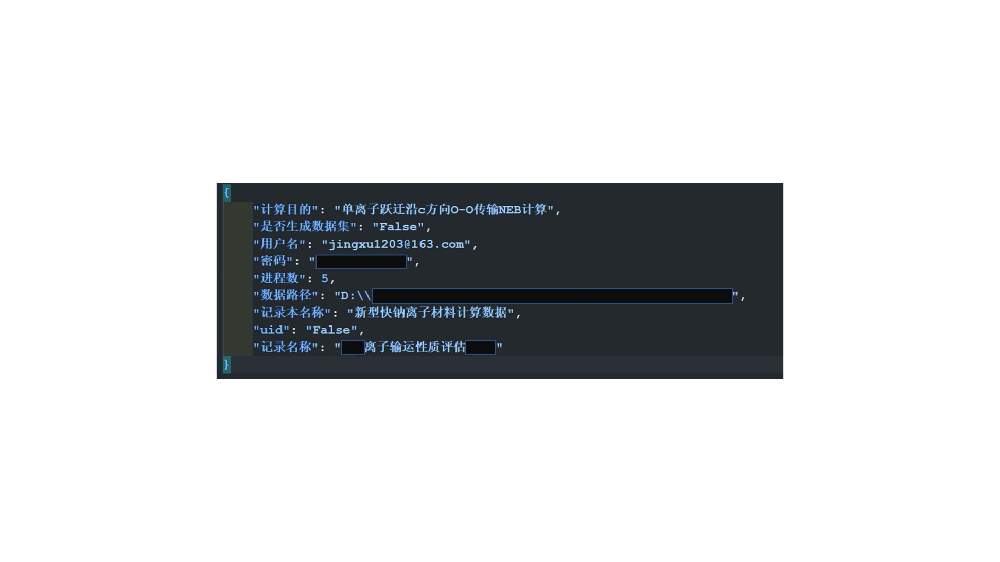 {
"计算目的": "单离子跃迁沿c方向O-O传输NEB计算",
"是否生成数据集": "False",
"用户名": "jingxu1203@163.com",
"密码": "",
"进程数": 5,
"数据路径": "D:\\",
"记录本名称": "新型快钠离子材料计算数据",
"uid": "False",
"记录名称": "离子输运性质评估"
}